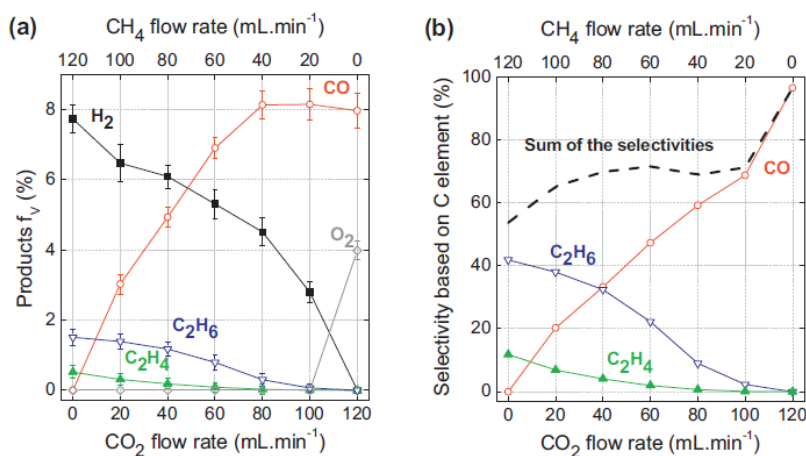 (a)
CH₄ flow rate (mL.min⁻¹)
120 100 80 60 40 20 0
Products fᵥ (%)
8
6
4
2
0
H₂
CO
O₂
C₂H₆
C₂H₄
0 20 40 60 80 100 120
CO₂ flow rate (mL.min⁻¹)
(b)
CH₄ flow rate (mL.min⁻¹)
120 100 80 60 40 20 0
Selectivity based on C element (%)
100
80
60
40
20
0
Sum of the selectivities
CO
C₂H₆
C₂H₄
0 20 40 60 80 100 120
CO₂ flow rate (mL.min⁻¹)